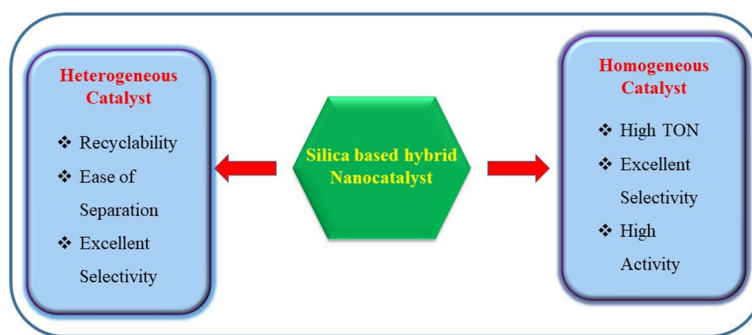 Heterogeneous
Catalyst
❖ Recyclability
❖ Ease of
Separation
❖ Excellent
Selectivity
Silica based hybrid
Nanocatalyst
Homogeneous
Catalyst
❖ High TON
❖ Excellent
Selectivity
❖ High
Activity